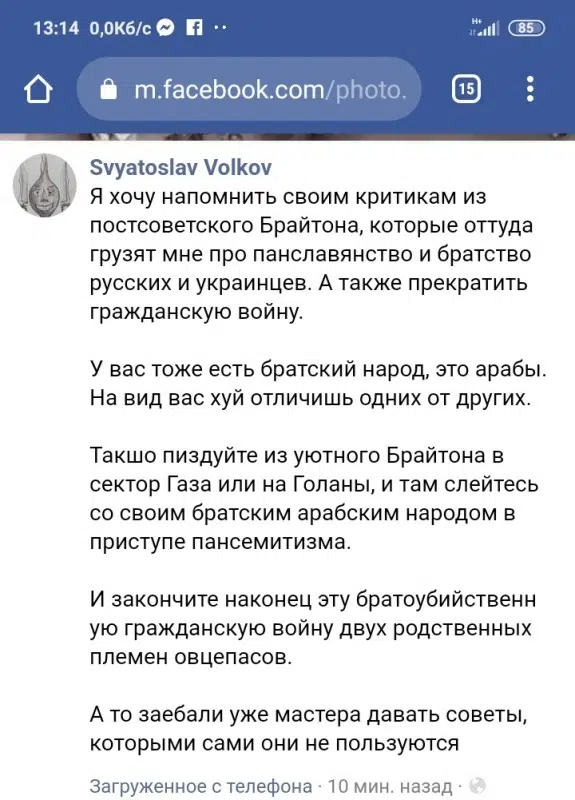 13:14 0,0Кб/с
H+
85
m.facebook.com/photo.
15
Svyatoslav Volkov
Я хочу напомнить своим критикам из
постсоветского Брайтона, которые оттуда
грузят мне про панславянство и братство
русских и украинцев. А также прекратить
гражданскую войну.
У вас тоже есть братский народ, это арабы.
На вид вас хуй отличишь одних от других.
Такшо пиздуйте из уютного Брайтона в
сектор Газа или на Голаны, и там слейтесь
со своим братским арабским народом в
приступе пансемитизма.
И закончите наконец эту братоубийственн
ую гражданскую войну двух родственных
племен овцепасов.
А то заебали уже мастера давать советы,
которыми сами они не пользуются
Загруженное с телефона · 10 мин. назад ·